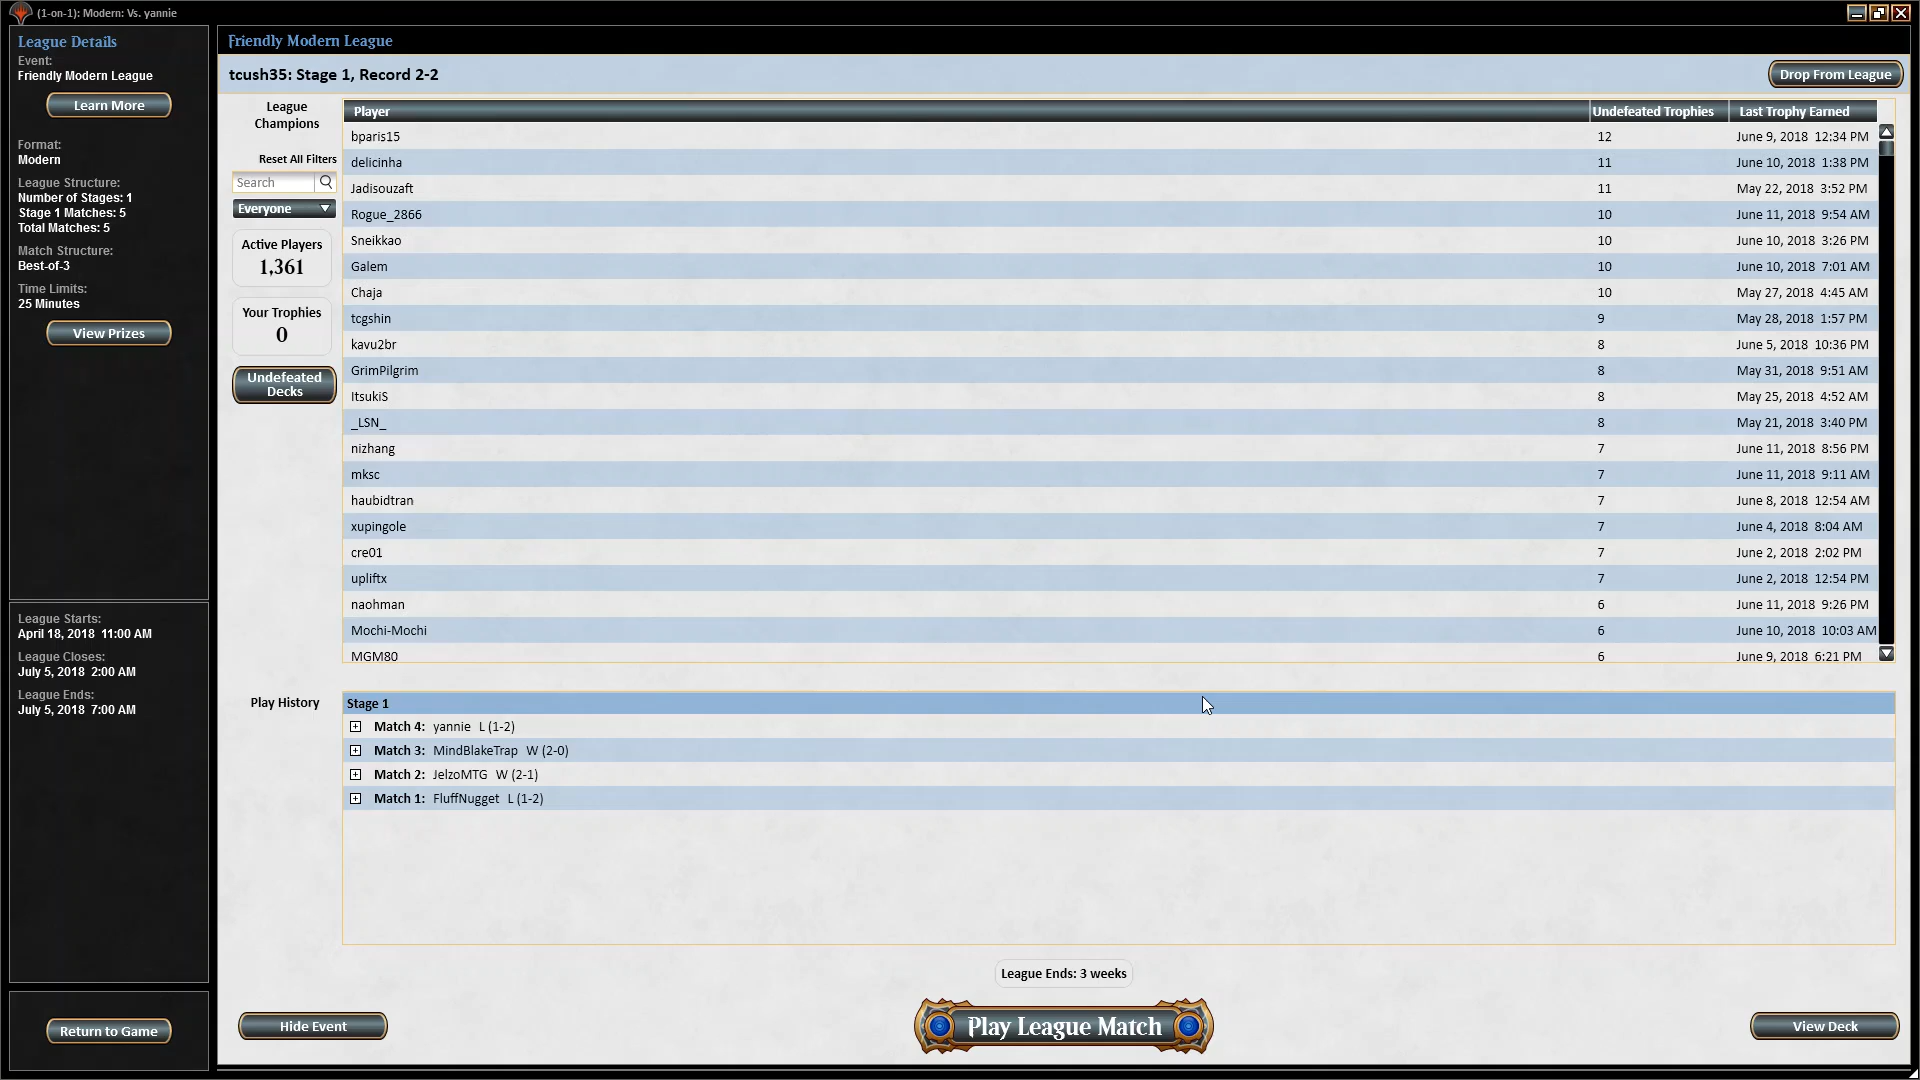 (1-on-1): Modern: Vs. yannie
League Details
Event:
Friendly Modern League
Learn More
Format:
Modern
League Structure:
Number of Stages: 1
Stage 1 Matches: 5
Total Matches: 5
Match Structure:
Best-of-3
Time Limits:
25 Minutes
View Prizes
League Starts:
April 18, 2018 11:00 AM
League Closes:
July 5, 2018 2:00 AM
League Ends:
July 5, 2018 7:00 AM
Return to Game
Friendly Modern League
tcush35: Stage 1, Record 2-2
Drop From League
League
Champions
Reset All Filters
Search
Everyone
Active Players
1,361
Your Trophies
0
Undefeated
Decks
Player Undefeated Trophies Last Trophy Earned
bparis15 12 June 9, 2018 12:34 PM
delicinha 11 June 10, 2018 1:38 PM
Jadisouzaft 11 May 22, 2018 3:52 PM
Rogue_2866 10 June 11, 2018 9:54 AM
Sneikkao 10 June 10, 2018 3:26 PM
Galem 10 June 10, 2018 7:01 AM
Chaja 10 May 27, 2018 4:45 AM
tcgshin 9 May 28, 2018 1:57 PM
kavu2br 8 June 5, 2018 10:36 PM
GrimPilgrim 8 May 31, 2018 9:51 AM
ItsukiS 8 May 25, 2018 4:52 AM
_LSN_ 8 May 21, 2018 3:40 PM
nizhang 7 June 11, 2018 8:56 PM
mksc 7 June 11, 2018 9:11 AM
haubidtran 7 June 8, 2018 12:54 AM
xupingole 7 June 4, 2018 8:04 AM
cre01 7 June 2, 2018 2:02 PM
upliftx 7 June 2, 2018 12:54 PM
naohman 6 June 11, 2018 9:26 PM
Mochi-Mochi 6 June 10, 2018 10:03 AM
MGM80 6 June 9, 2018 6:21 PM
Play History
Stage 1
Match 4: yannie L (1-2)
Match 3: MindBlakeTrap W (2-0)
Match 2: JelzoMTG W (2-1)
Match 1: FluffNugget L (1-2)
League Ends: 3 weeks
Hide Event
Play League Match
View Deck